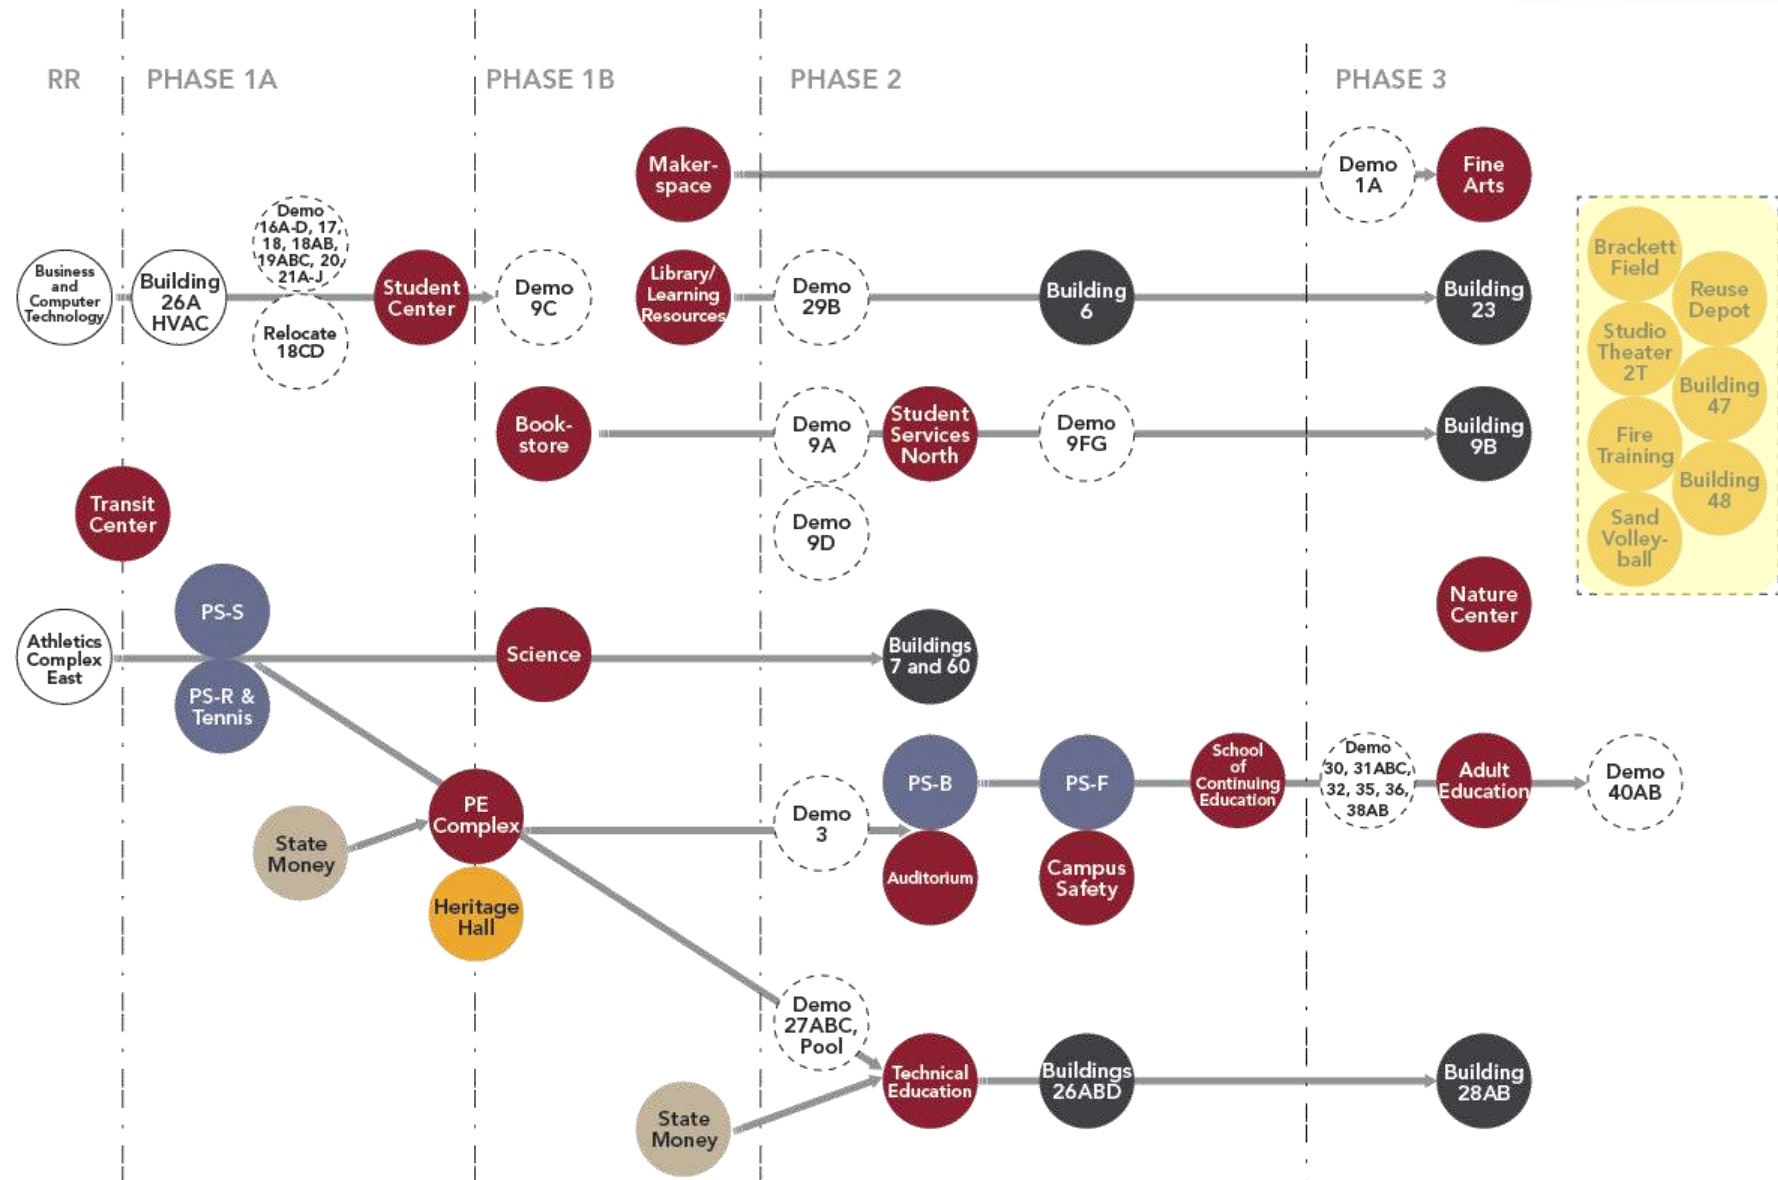 RR
PHASE 1A
PHASE 1B
PHASE 2
PHASE 3
Maker-
space
Demo
1A
Fine
Arts
Business
and
Computer
Technology
Building
26A
HVAC
Demo
16A-D, 17,
18, 18AB,
19ABC, 20,
21A-J
Relocate
18CD
Student
Center
Demo
9C
Library/
Learning
Resources
Demo
29B
Building
6
Building
23
Book-
store
Demo
9A
Student
Services
North
Demo
9FG
Building
9B
Demo
9D
Transit
Center
Brackett
Field
Reuse
Depot
Studio
Theater
2T
Building
47
Fire
Training
Building
48
Sand
Volley-
ball
Nature
Center
Athletics
Complex
East
PS-S
PS-R &
Tennis
Science
Buildings
7 and 60
State
Money
PE
Complex
Heritage
Hall
Demo
3
PS-B
Auditorium
PS-F
Campus
Safety
School
of
Continuing
Education
Demo
30, 31ABC,
32, 35, 36,
38AB
Adult
Education
Demo
40AB
Demo
27ABC,
Pool
State
Money
Technical
Education
Buildings
26ABD
Building
28AB